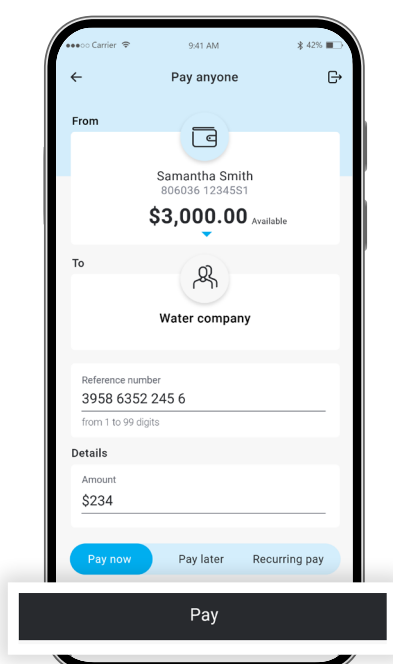 Carrier 9:41 AM 42%
Pay anyone
From
Samantha Smith
806036 12345S1
$3,000.00 Available
To
Water company
Reference number
3958 6352 245 6
from 1 to 99 digits
Details
Amount
$234
Pay now Pay later Recurring pay
Pay